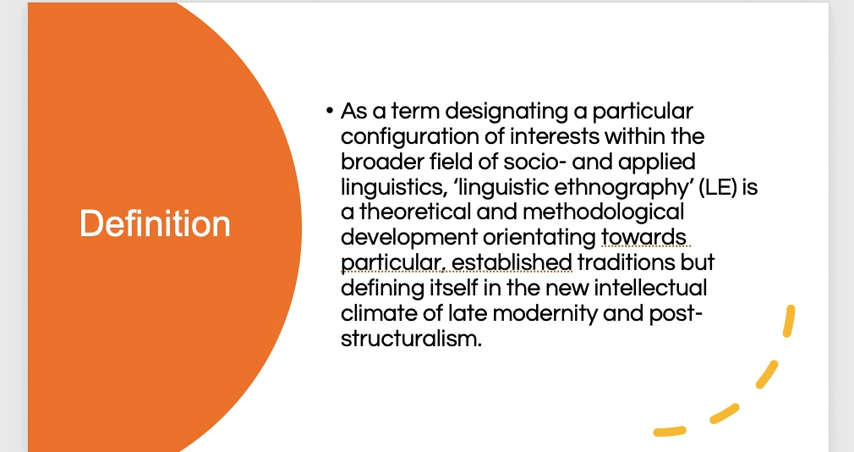 Definition
• As a term designating a particular
configuration of interests within the
broader field of socio- and applied
linguistics, ‘linguistic ethnography’ (LE) is
a theoretical and methodological
development orientating towards
particular, established traditions but
defining itself in the new intellectual
climate of late modernity and post-
structuralism.